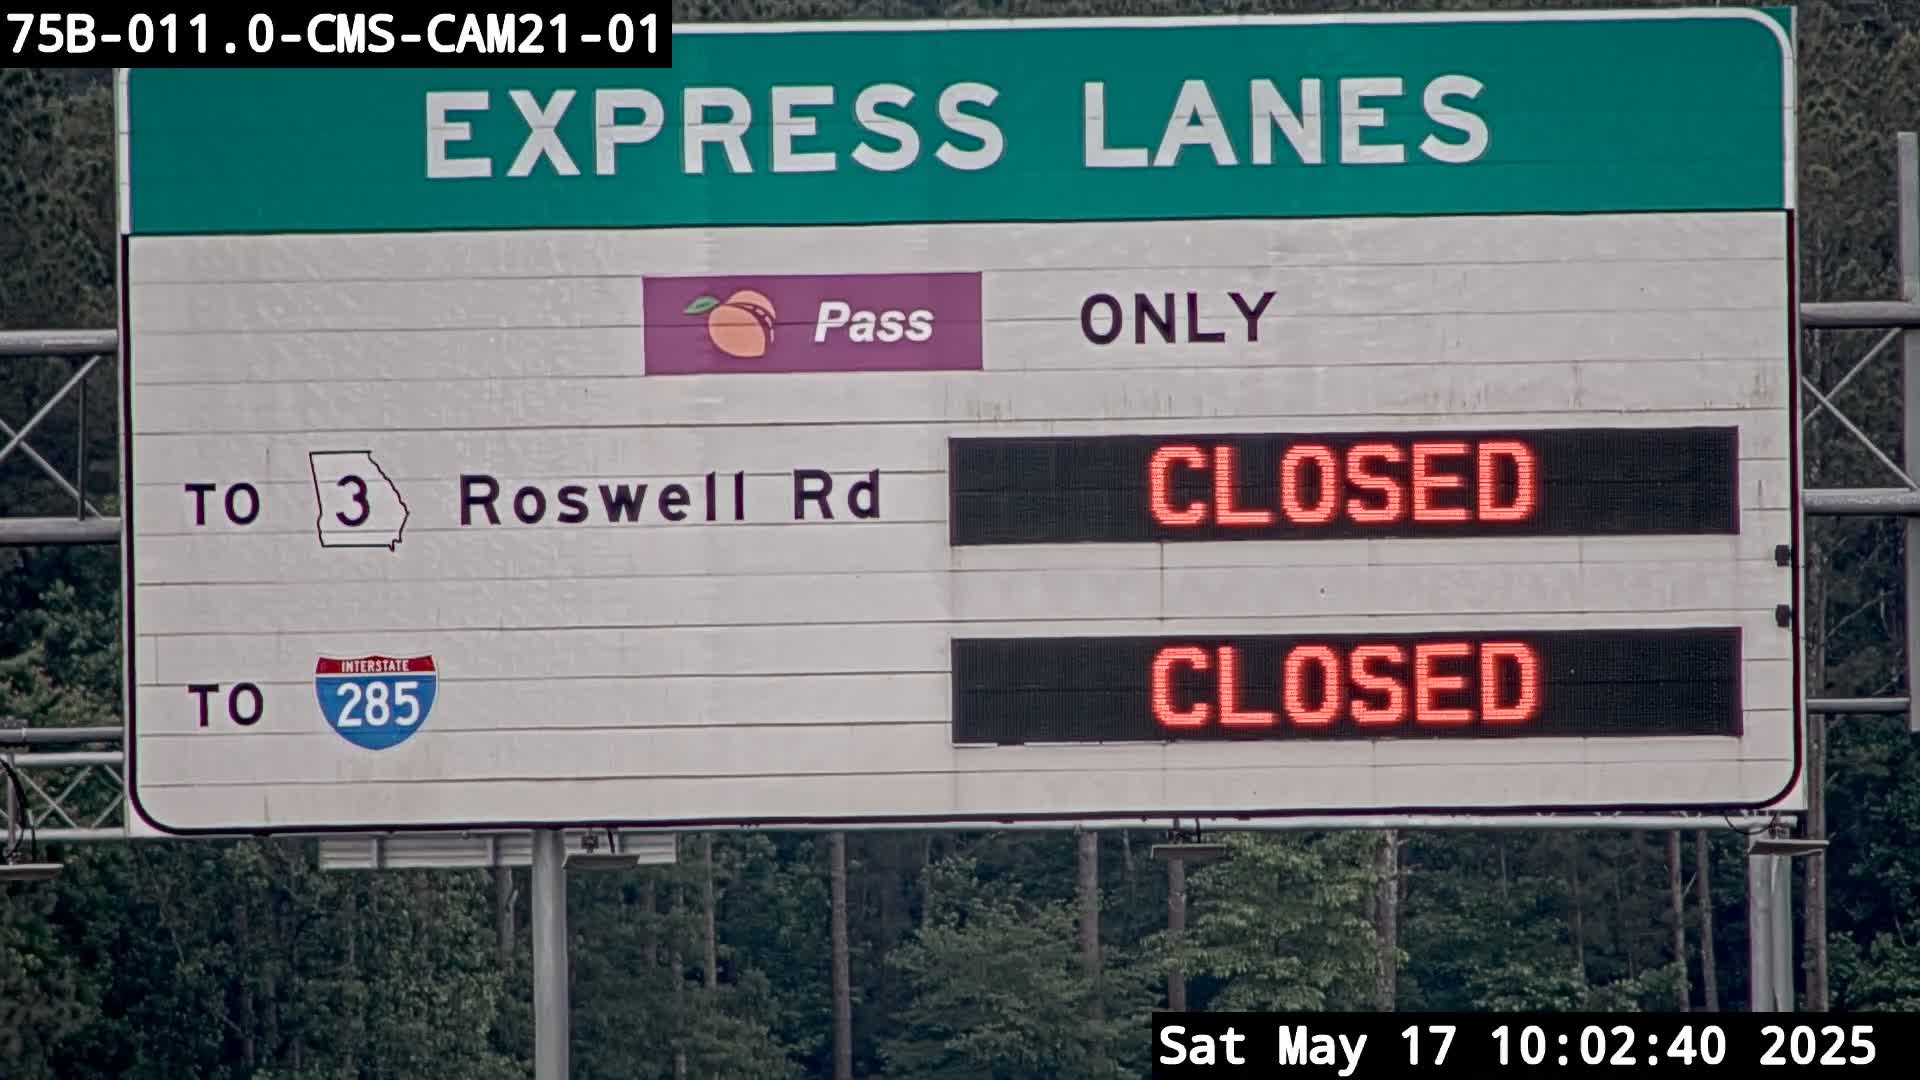 75B-011.0-CMS-CAM21-01
EXPRESS LANES
Pass ONLY
TO 3 Roswell Rd CLOSED
INTERSTATE
TO 285 CLOSED
Sat May 17 10:02:40 2025